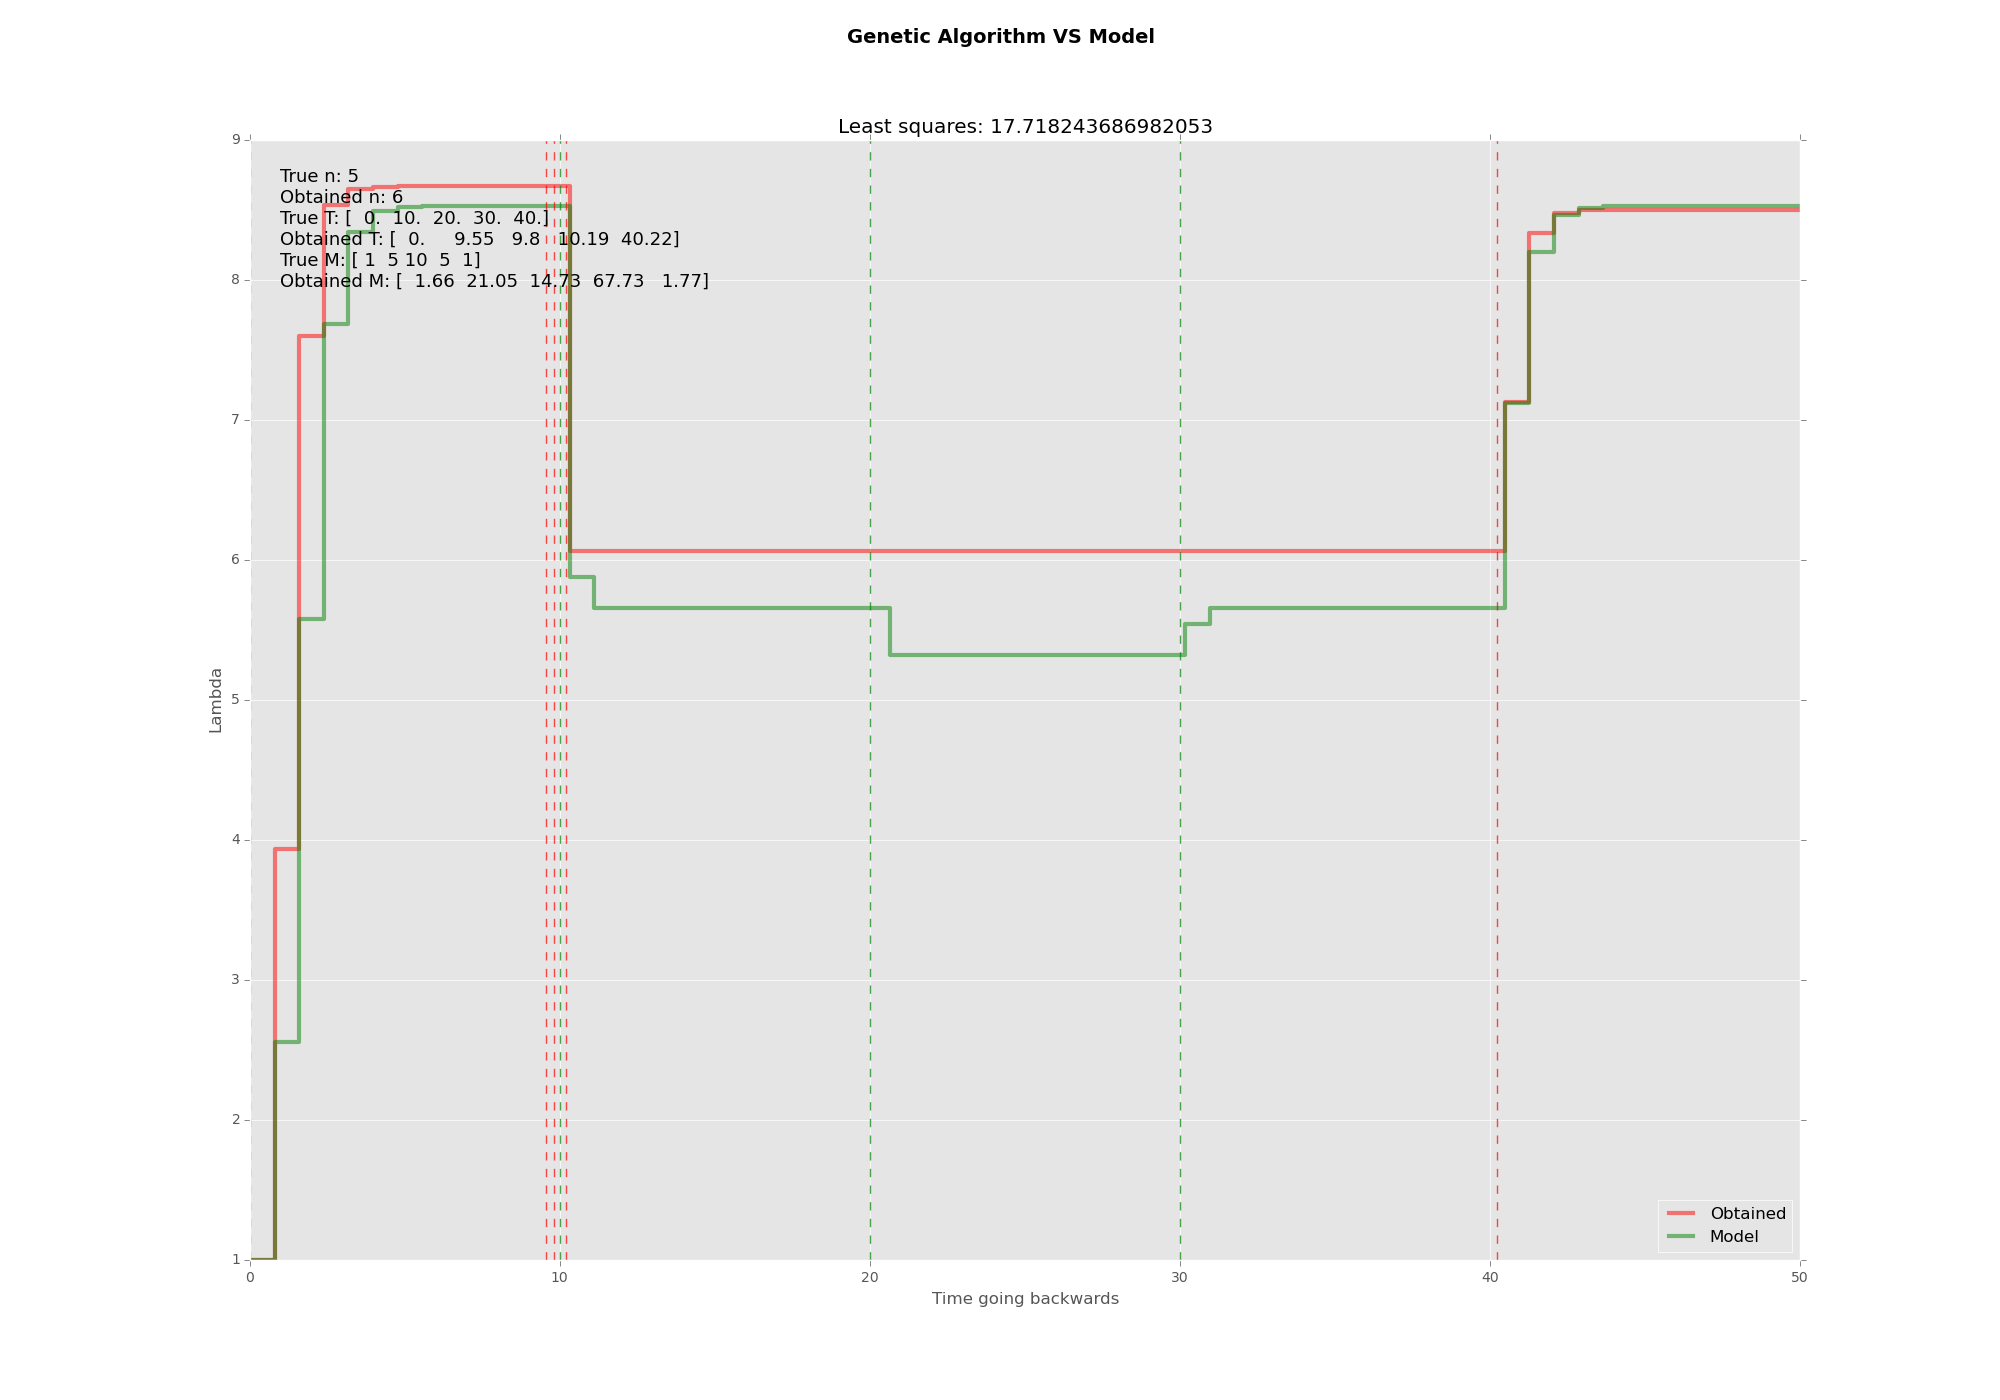 Genetic Algorithm VS Model
Least squares: 17.718243686982053
9
8
7
6
5
4
3
2
1
Lambda
True n: 5
Obtained n: 6
True T: [  0.  10.  20.  30.  40.]
Obtained T: [  0.     9.55   9.8   10.19  40.22]
True M: [ 1  5 10  5  1]
Obtained M: [  1.66  21.05  14.73  67.73   1.77]
Obtained
Model
0 10 20 30 40 50
Time going backwards